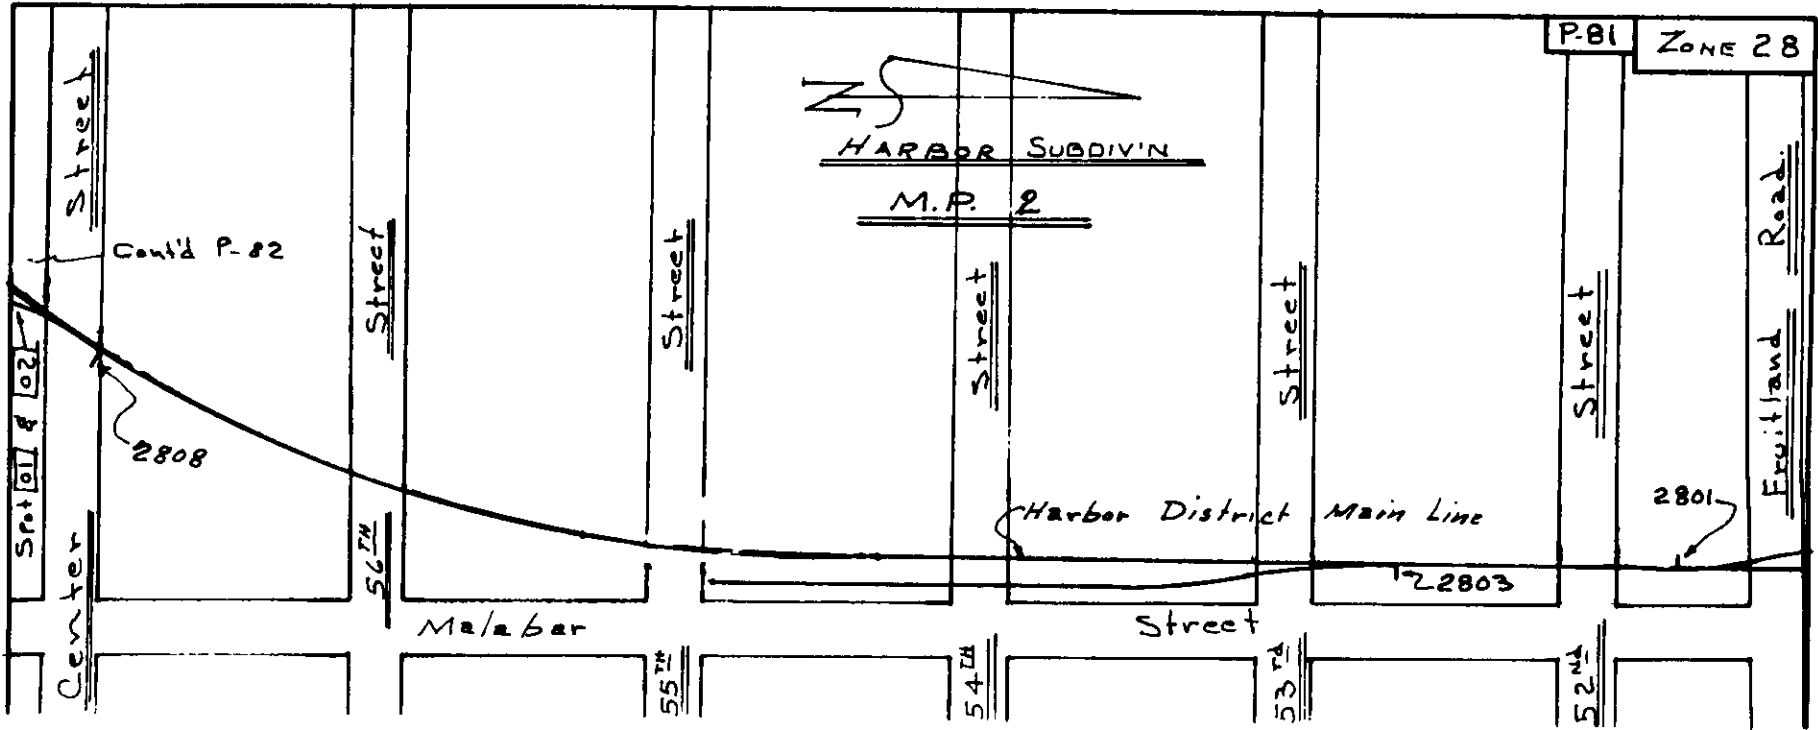 P-81
ZONE 28
HARBOR SUBDIV'N
M.P. 2
Cont'd P-82
Spot 01 & 02
2808
Center Street
56TH Street
55TH Street
54TH Street
53rd Street
52Nd Street
Fruitland Road.
Harbor District Main Line
2801
2803
Malabar Street
N